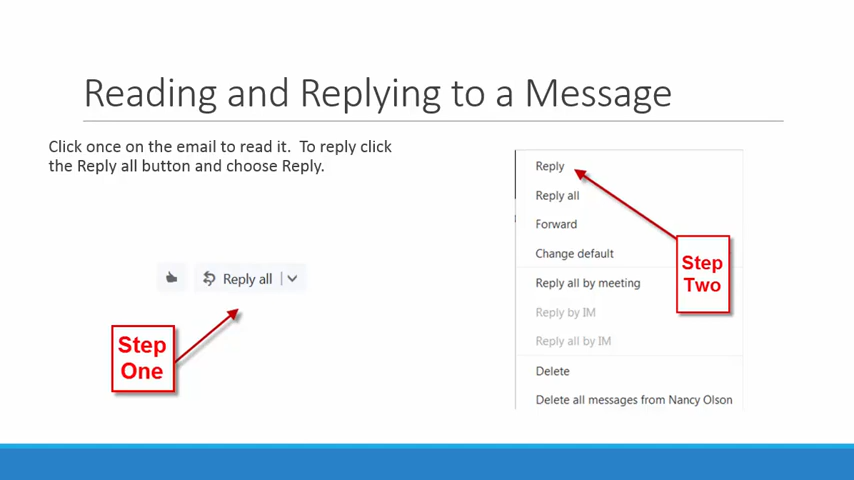 Reading and Replying to a Message
Click once on the email to read it. To reply click
the Reply all button and choose Reply.
Reply all
Step
One
Reply
Reply all
Forward
Change default
Reply all by meeting
Reply by IM
Reply all by IM
Delete
Delete all messages from Nancy Olson
Step
Two